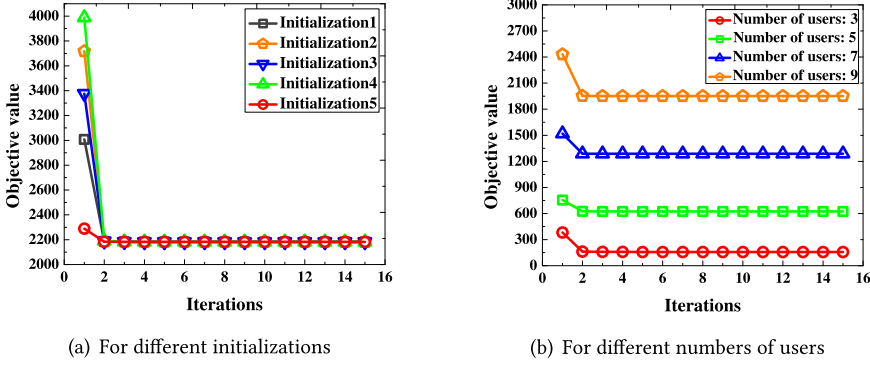 4000
3800
3600
3400
3200
3000
2800
2600
2400
2200
2000
Objective value
Initialization1
Initialization2
Initialization3
Initialization4
Initialization5
0 2 4 6 8 10 12 14 16
Iterations
(a) For different initializations
3000
2700
2400
2100
1800
1500
1200
900
600
300
0
Objective value
Number of users: 3
Number of users: 5
Number of users: 7
Number of users: 9
0 2 4 6 8 10 12 14 16
Iterations
(b) For different numbers of users